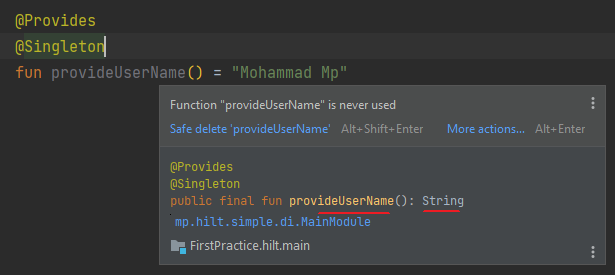 @Provides
@Singleton
fun provideUserName() = "Mohammad Mp"
Function "provideUserName" is never used
Safe delete 'provideUserName' Alt+Shift+Enter More actions... Alt+Enter
@Provides
@Singleton
public final fun provideUserName(): String
mp.hilt.simple.di.MainModule
FirstPractice.hilt.main